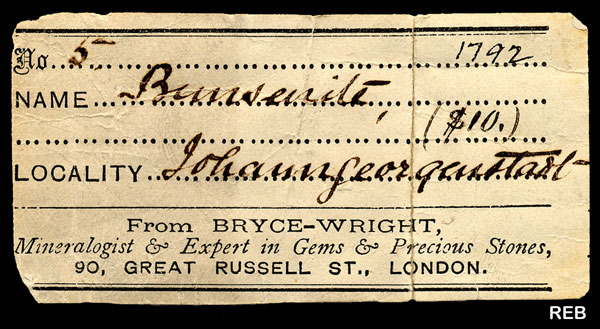 No. 5 1792
NAME Bunsenite,
($10.)
LOCALITY Johanngeorgenstadt
From BRYCE-WRIGHT,
Mineralogist & Expert in Gems & Precious Stones,
90, GREAT RUSSELL ST., LONDON.
REB